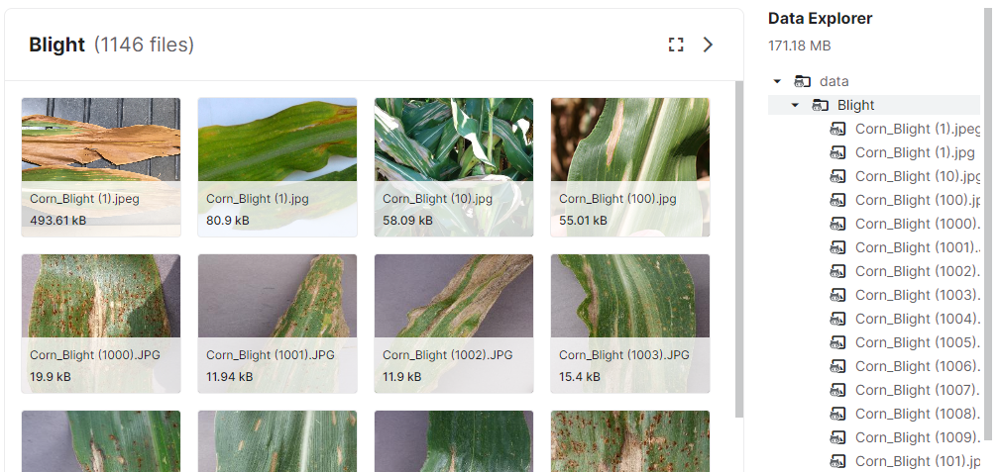 Blight (1146 files)
Corn_Blight (1).jpeg
493.61 kB
Corn_Blight (1).jpg
80.9 kB
Corn_Blight (10).jpg
58.09 kB
Corn_Blight (100).jpg
55.01 kB
Corn_Blight (1000).JPG
19.9 kB
Corn_Blight (1001).JPG
11.94 kB
Corn_Blight (1002).JPG
11.9 kB
Corn_Blight (1003).JPG
15.4 kB
Data Explorer
171.18 MB
data
Blight
Corn_Blight (1).jpeg
Corn_Blight (1).jpg
Corn_Blight (10).jpg
Corn_Blight (100).jp
Corn_Blight (1000).
Corn_Blight (1001).
Corn_Blight (1002).
Corn_Blight (1003).
Corn_Blight (1004).
Corn_Blight (1005).
Corn_Blight (1006).
Corn_Blight (1007).
Corn_Blight (1008).
Corn_Blight (1009).
Corn_Blight (101).jp